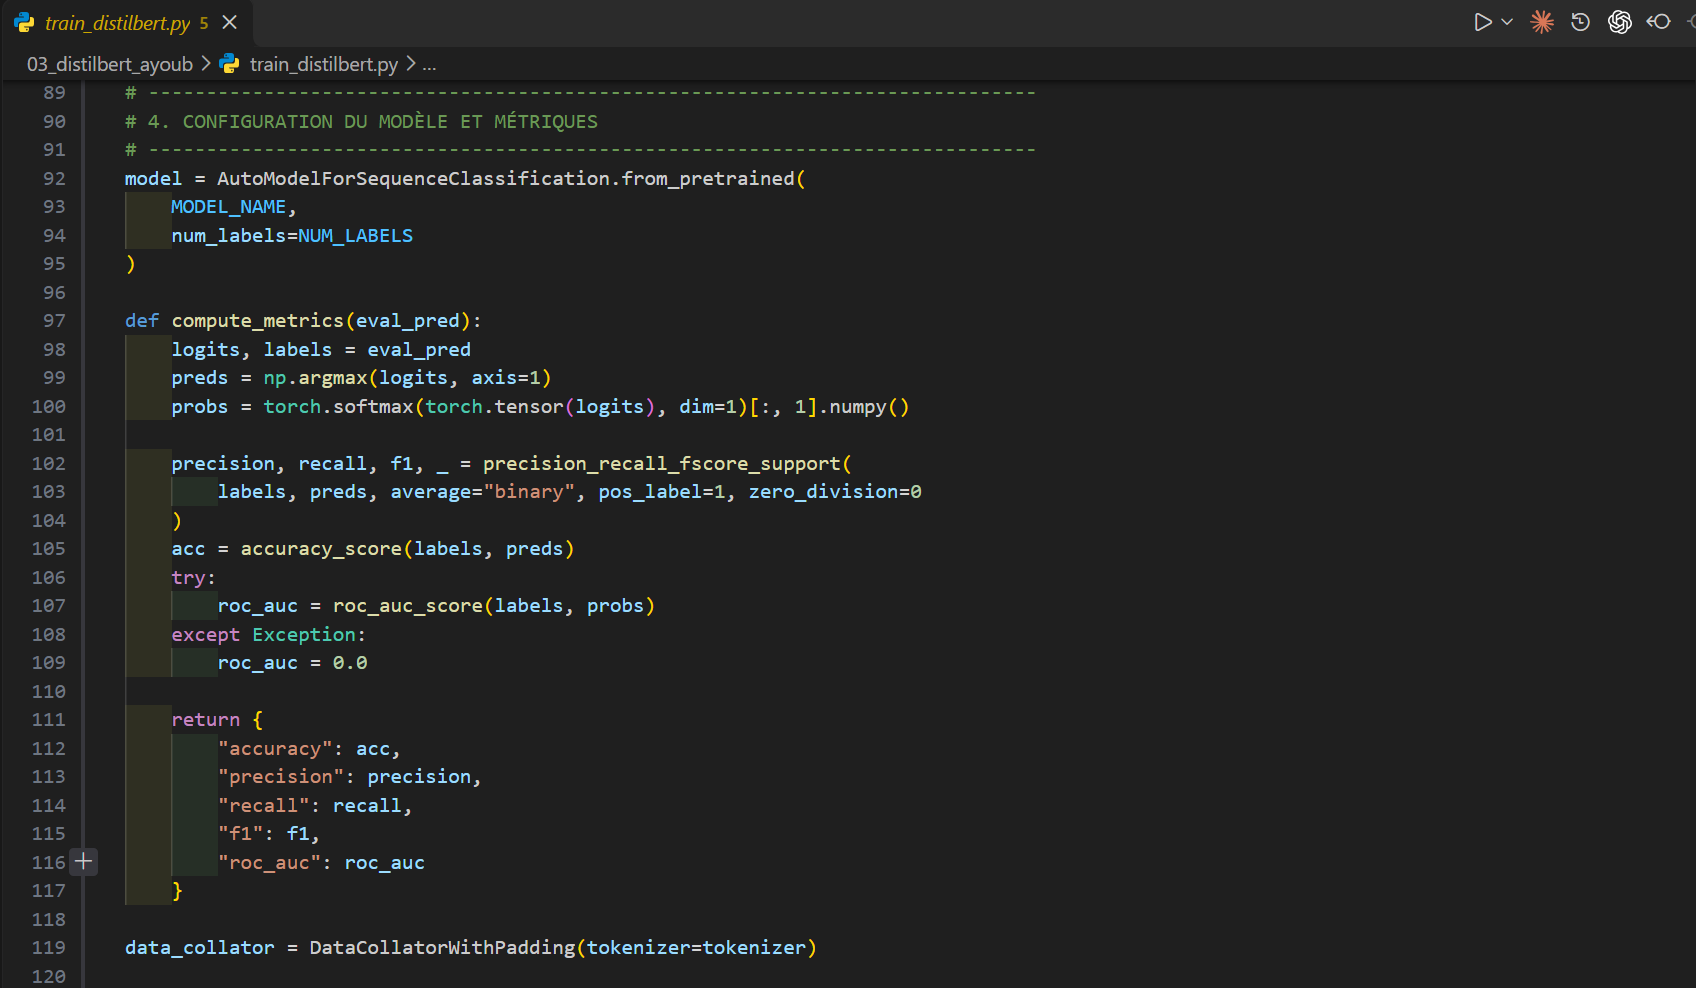 train_distilbert.py 5
03_distilbert_ayoub > train_distilbert.py > ...
89 # -----------------------------------------------------------------------------
90 # 4. CONFIGURATION DU MODÈLE ET MÉTRIQUES
91 # -----------------------------------------------------------------------------
92 model = AutoModelForSequenceClassification.from_pretrained(
93     MODEL_NAME,
94     num_labels=NUM_LABELS
95 )
96
97 def compute_metrics(eval_pred):
98     logits, labels = eval_pred
99     preds = np.argmax(logits, axis=1)
100     probs = torch.softmax(torch.tensor(logits), dim=1)[:, 1].numpy()
101
102     precision, recall, f1, _ = precision_recall_fscore_support(
103         labels, preds, average="binary", pos_label=1, zero_division=0
104     )
105     acc = accuracy_score(labels, preds)
106     try:
107         roc_auc = roc_auc_score(labels, probs)
108     except Exception:
109         roc_auc = 0.0
110
111     return {
112         "accuracy": acc,
113         "precision": precision,
114         "recall": recall,
115         "f1": f1,
116         "roc_auc": roc_auc
117     }
118
119 data_collator = DataCollatorWithPadding(tokenizer=tokenizer)
120